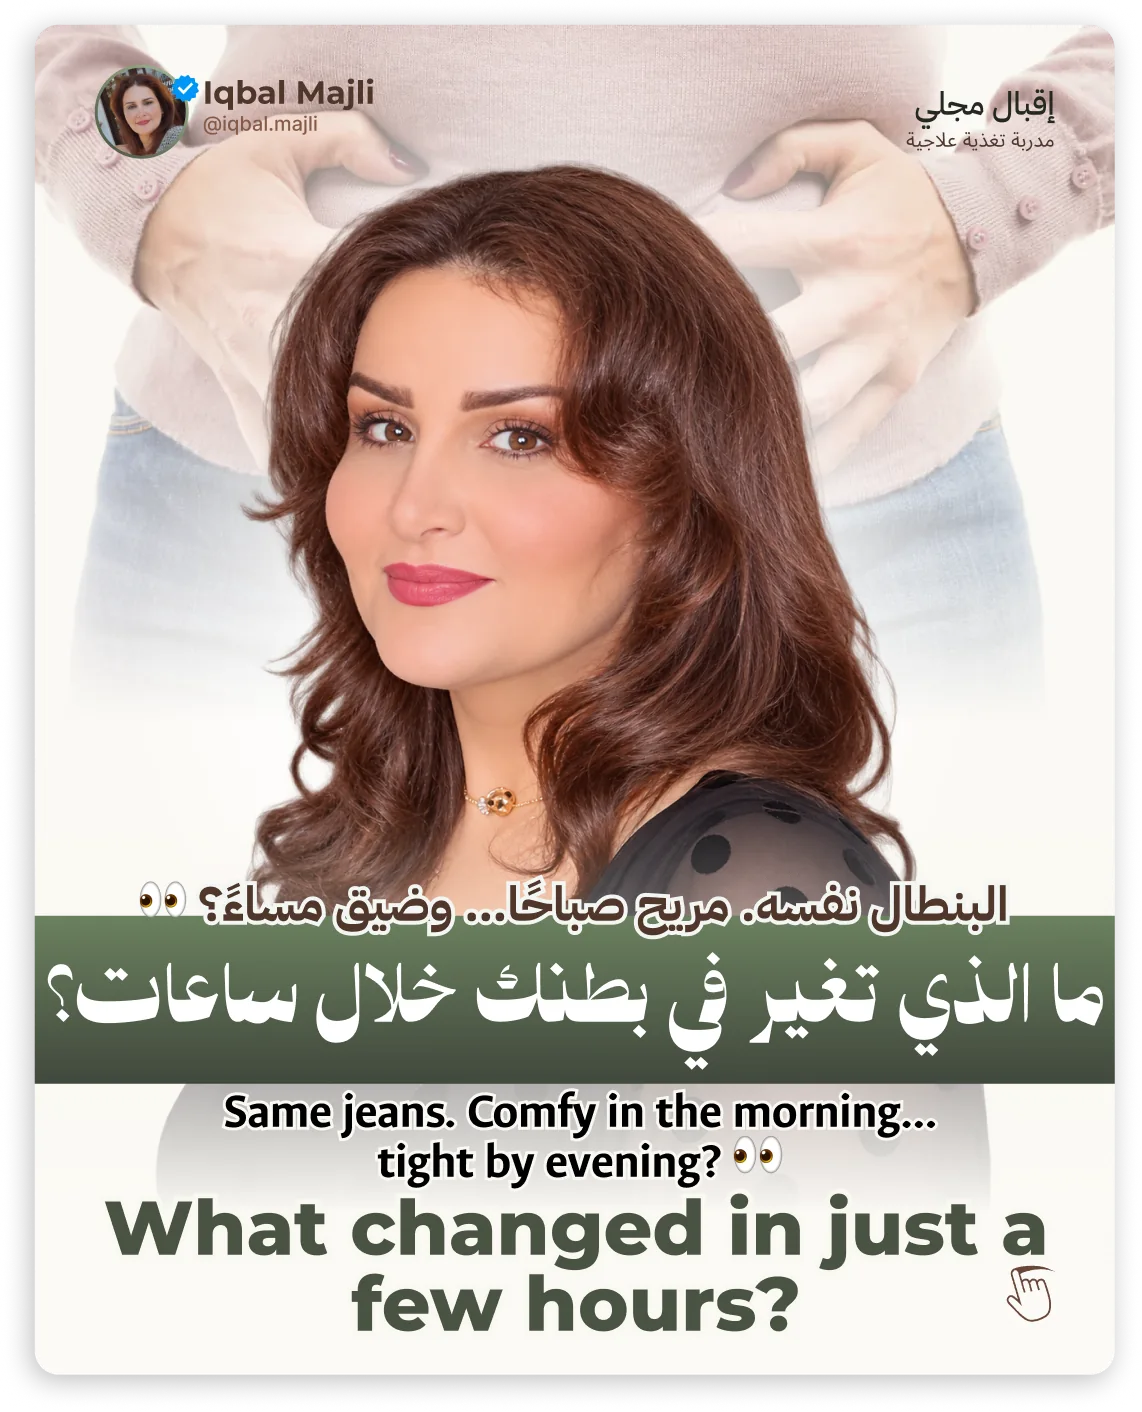 Iqbal Majli
@iqbal.majli
إقبال مجلي
مدربة تغذية علاجية
البنطال نفسه. مريح صباحًا... وضيق مساءً؟ 👀
ما الذي تغير في بطنك خلال ساعات؟
Same jeans. Comfy in the morning...
tight by evening? 👀
What changed in just a
few hours?